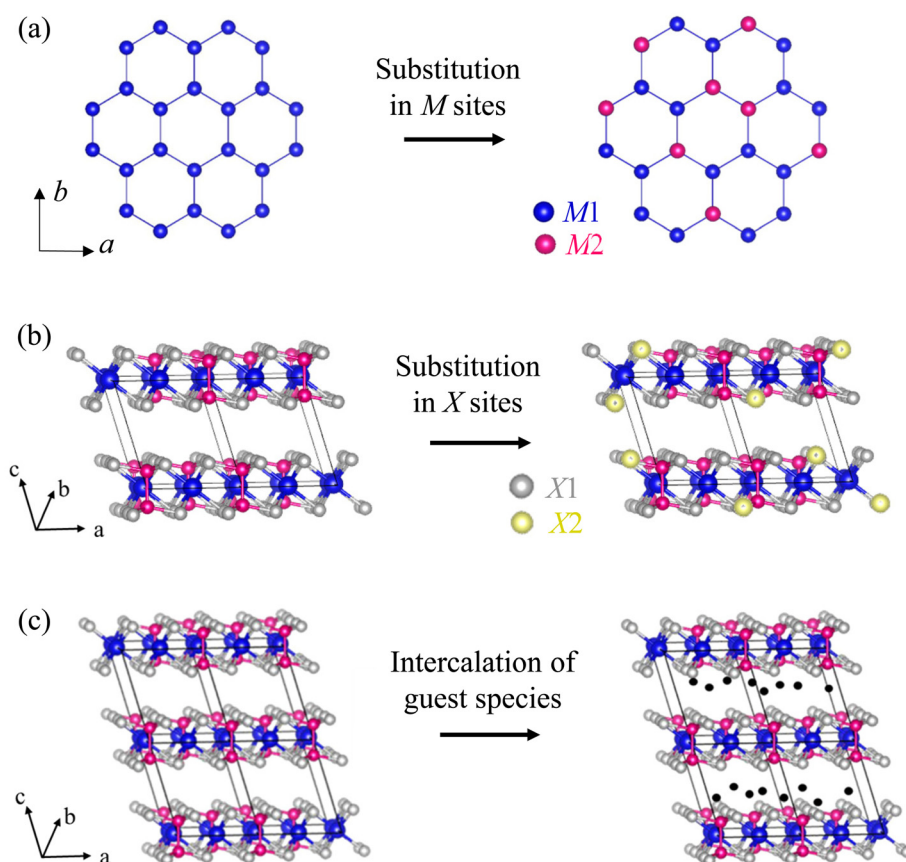 (a)
Substitution
in M sites
b
a
M1
M2
(b)
Substitution
in X sites
c
b
a
X1
X2
(c)
Intercalation of
guest species
c
b
a